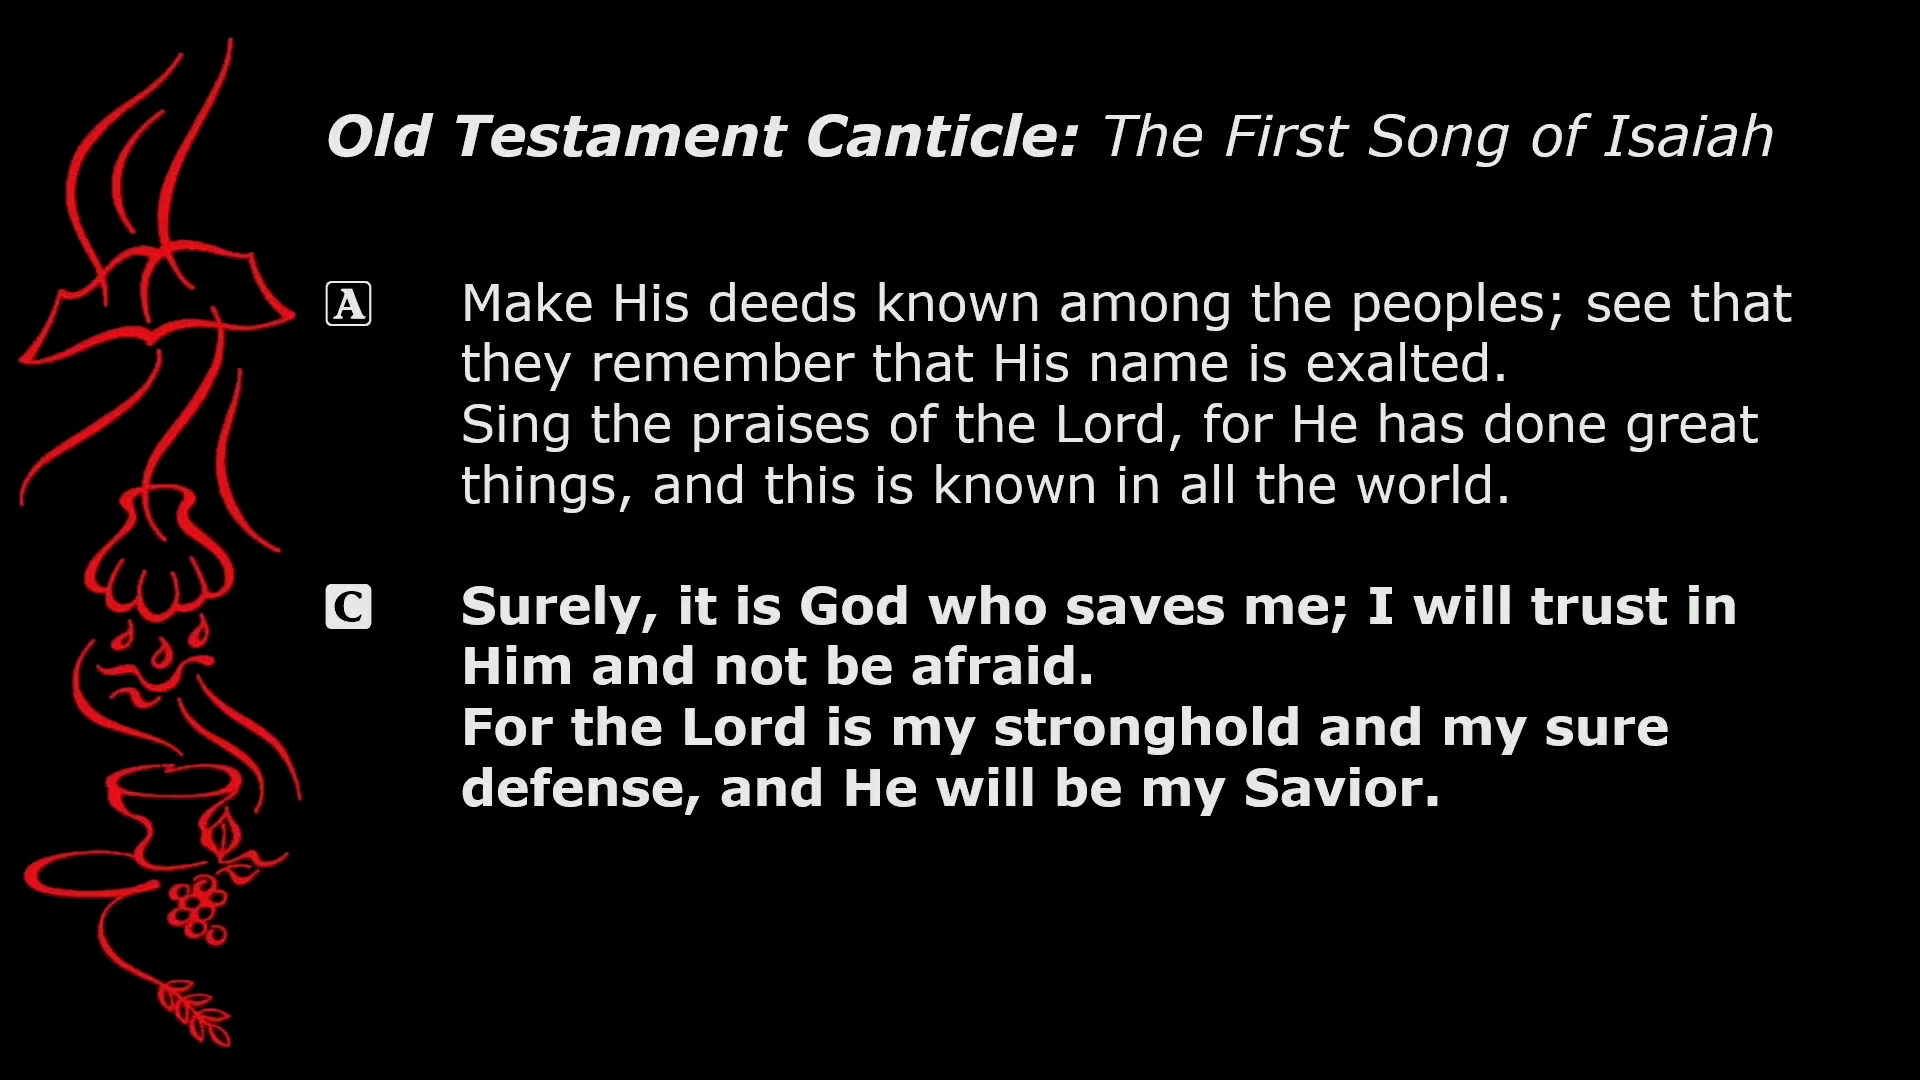 Old Testament Canticle: The First Song of Isaiah
A Make His deeds known among the peoples; see that
they remember that His name is exalted.
Sing the praises of the Lord, for He has done great
things, and this is known in all the world.
C Surely, it is God who saves me; I will trust in
Him and not be afraid.
For the Lord is my stronghold and my sure
defense, and He will be my Savior.